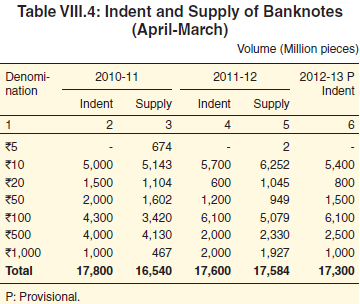 Table VIII.4: Indent and Supply of Banknotes
(April-March)
Volume (Million pieces)
Denomi-nation 2010-11 2011-12 2012-13 P
Indent Supply Indent Supply Indent
1 2 3 4 5 6
₹5 - 674 - 2 -
₹10 5,000 5,143 5,700 6,252 5,400
₹20 1,500 1,104 600 1,045 800
₹50 2,000 1,602 1,200 949 1,500
₹100 4,300 3,420 6,100 5,079 6,100
₹500 4,000 4,130 2,000 2,330 2,500
₹1,000 1,000 467 2,000 1,927 1,000
Total 17,800 16,540 17,600 17,584 17,300
P: Provisional.